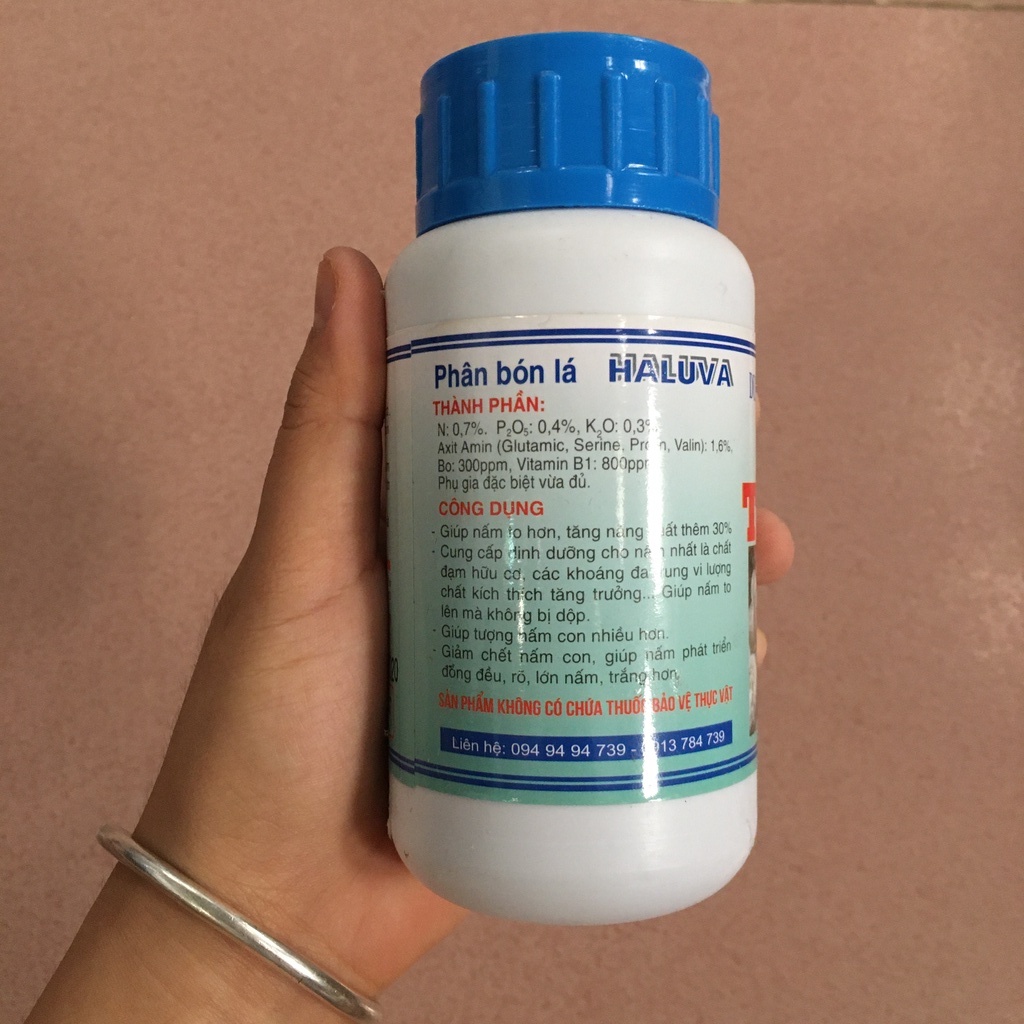 Phân bón lá HALUVA
THÀNH PHẦN:
N: 0,7%. P₂O₅: 0,4%, K₂O: 0,3%
Axit Amin (Glutamic, Serine, Valin): 1,6%.
Bo: 300ppm, Vitamin B1: 800ppm
Phụ gia đặc biệt vừa đủ.
CÔNG DỤNG
- Giúp nấm to hơn, tăng năng suất thêm 30%
- Cung cấp dinh dưỡng cho nấm nhất là chất
đạm hữu cơ, các khoáng đa trung vi lượng
chất kích thích tăng trưởng... Giúp nấm to
lên mà không bị dộp.
- Giúp tượng nấm con nhiều hơn.
- Giảm chết nấm con, giúp nấm phát triển
đồng đều, rõ, lớn nấm, trắng hơn.
SẢN PHẨM KHÔNG CÓ CHỨA THUỐC BẢO VỆ THỰC VẬT
Liên hệ: 094 94 94 739 - 0913 784 739